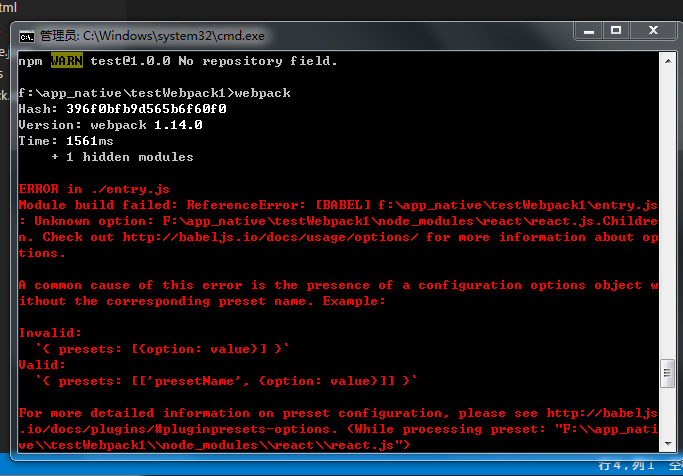 tml
管理员: C:\Windows\system32\cmd.exe
npm WARN test@1.0.0 No repository field.
f:\app_native\testWebpack1>webpack
Hash: 396f0bfb9d565b6f60f0
Version: webpack 1.14.0
Time: 1561ms
+ 1 hidden modules
ERROR in ./entry.js
Module build failed: ReferenceError: [BABEL] f:\app_native\testWebpack1\entry.js
: Unknown option: F:\app_native\testWebpack1\node_modules\react\react.js.Childre
n. Check out http://babeljs.io/docs/usage/options/ for more information about op
tions.
A common cause of this error is the presence of a configuration options object w
ithout the corresponding preset name. Example:
Invalid:
`{ presets: [{option: value}] }`
Valid:
`{ presets: [['presetName', {option: value}]] }`
For more detailed information on preset configuration, please see http://babeljs
.io/docs/plugins/#pluginpresets-options. (While processing preset: "F:\\app_nati
ve\\testWebpack1\\node_modules\\react\\react.js")
行 4，列 1